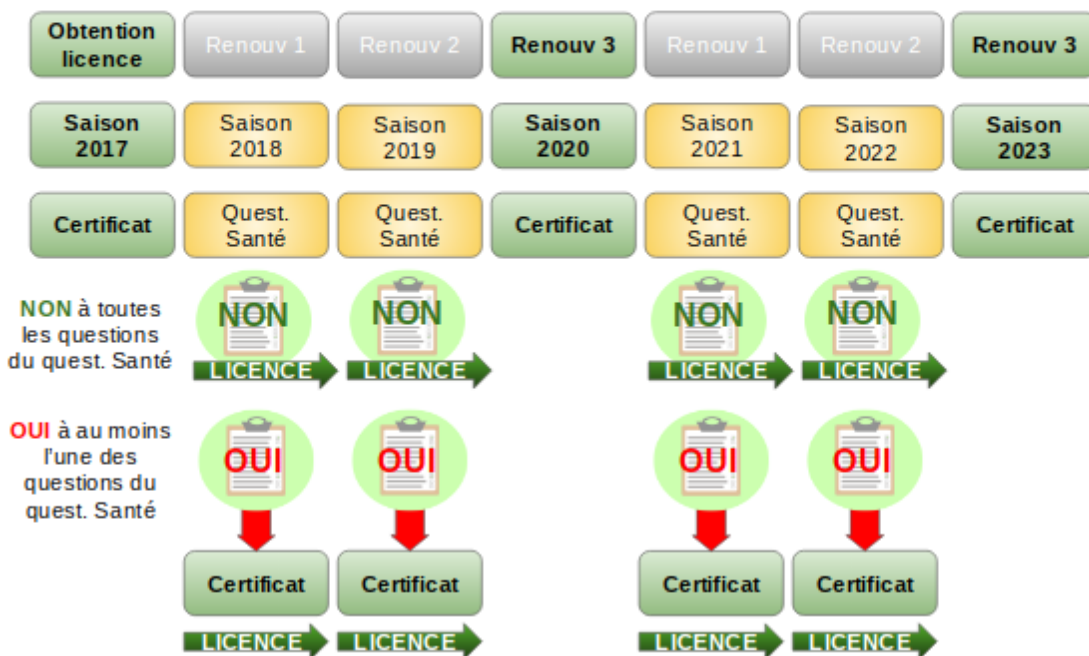 Obtention
licence
Renouv 1
Renouv 2
Renouv 3
Renouv 1
Renouv 2
Renouv 3
Saison
2017
Saison
2018
Saison
2019
Saison
2020
Saison
2021
Saison
2022
Saison
2023
Certificat
Quest.
Santé
Quest.
Santé
Certificat
Quest.
Santé
Quest.
Santé
Certificat
NON à toutes
les questions
du quest. Santé
NON
LICENCE
NON
LICENCE
NON
LICENCE
NON
LICENCE
OUI à au moins
l'une des
questions du
quest. Santé
OUI
OUI
OUI
OUI
Certificat
Certificat
Certificat
Certificat
LICENCE
LICENCE
LICENCE
LICENCE